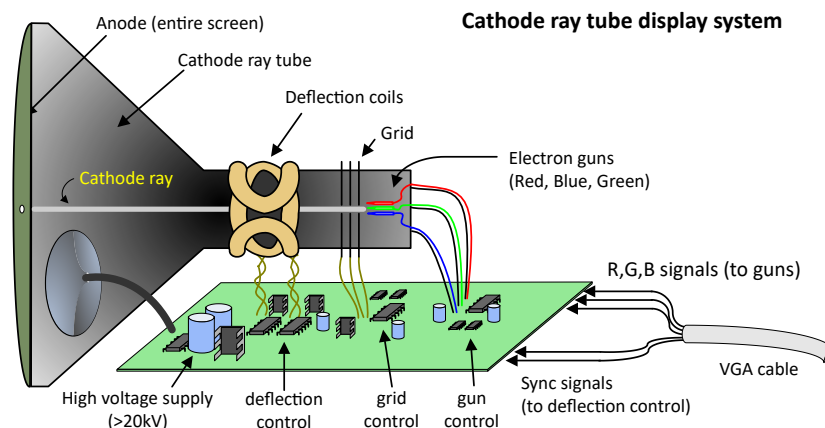 Cathode ray tube display system
Anode (entire screen)
Cathode ray tube
Deflection coils
Grid
Electron guns
(Red, Blue, Green)
Cathode ray
R,G,B signals (to guns)
VGA cable
High voltage supply
(>20kV)
deflection
control
grid
control
gun
control
Sync signals
(to deflection control)